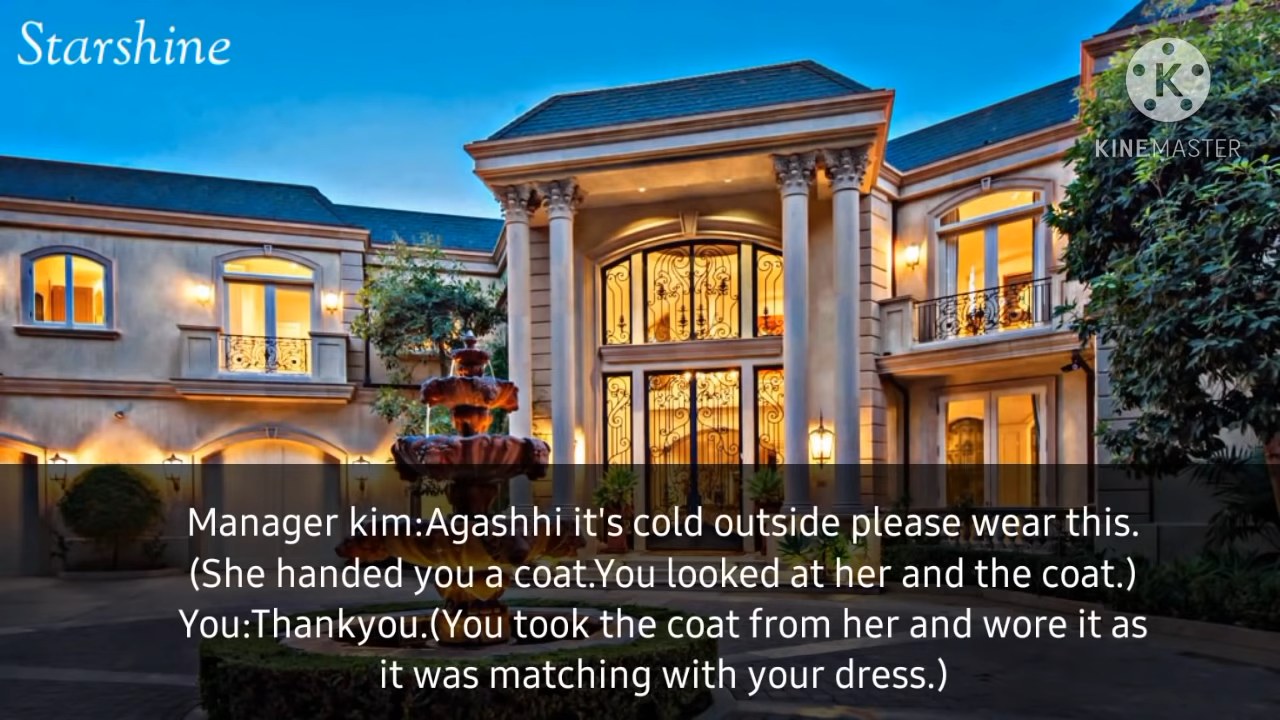 Starshine
K
KINEMASTER
Manager kim:Agashhi it's cold outside please wear this.
(She handed you a coat.You looked at her and the coat.)
You:Thankyou.(You took the coat from her and wore it as
it was matching with your dress.)